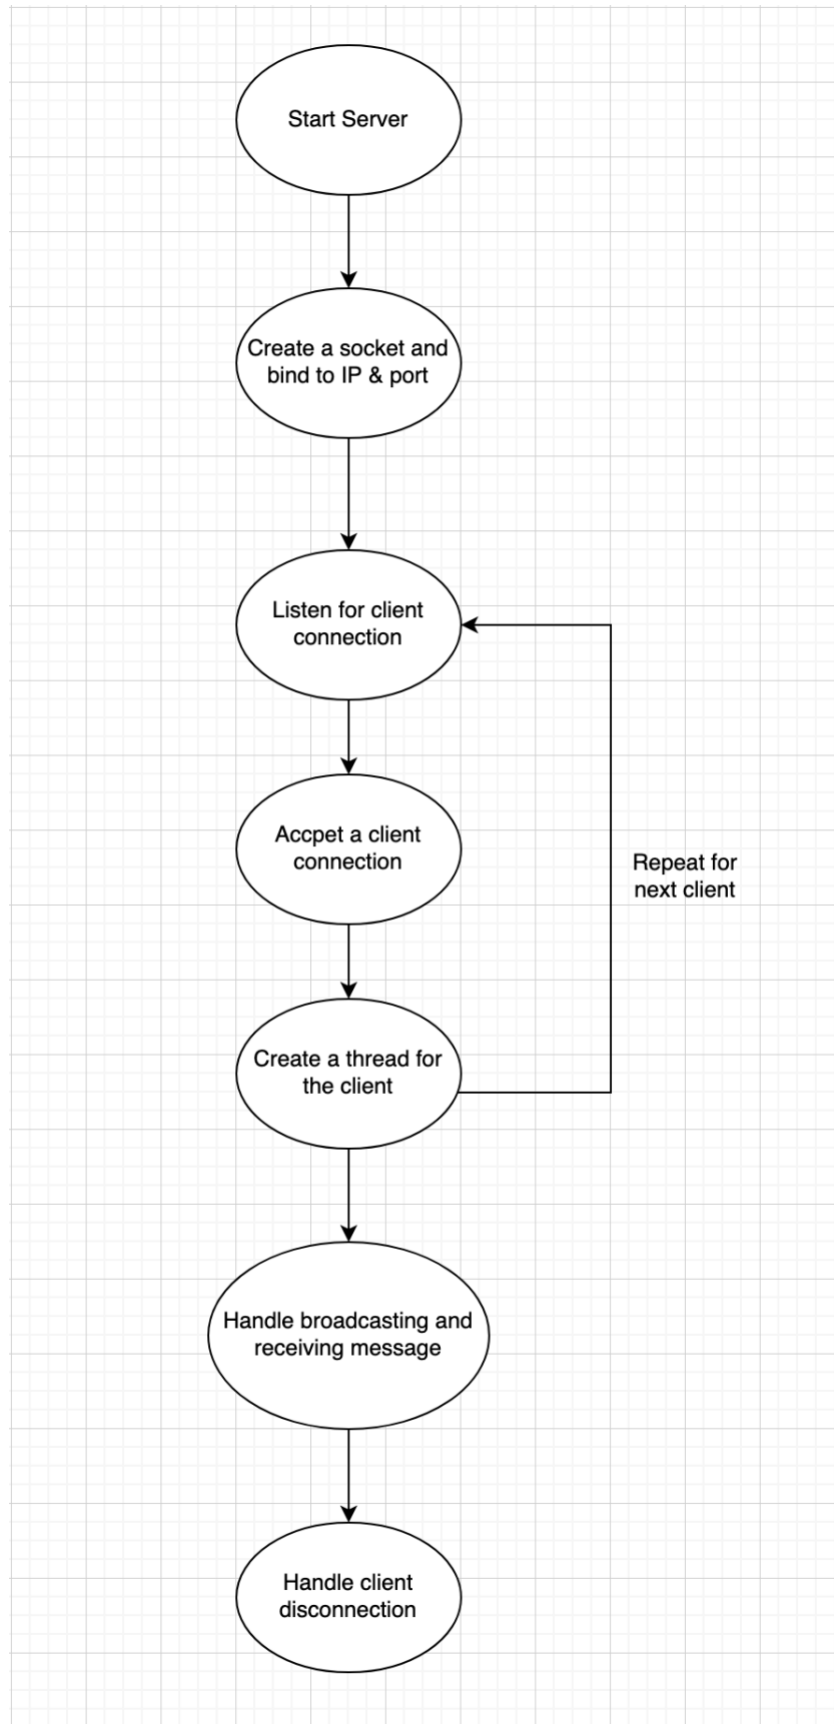 Start Server
Create a socket and
bind to IP & port
Listen for client
connection
Accpet a client
connection
Repeat for
next client
Create a thread for
the client
Handle broadcasting and
receiving message
Handle client
disconnection